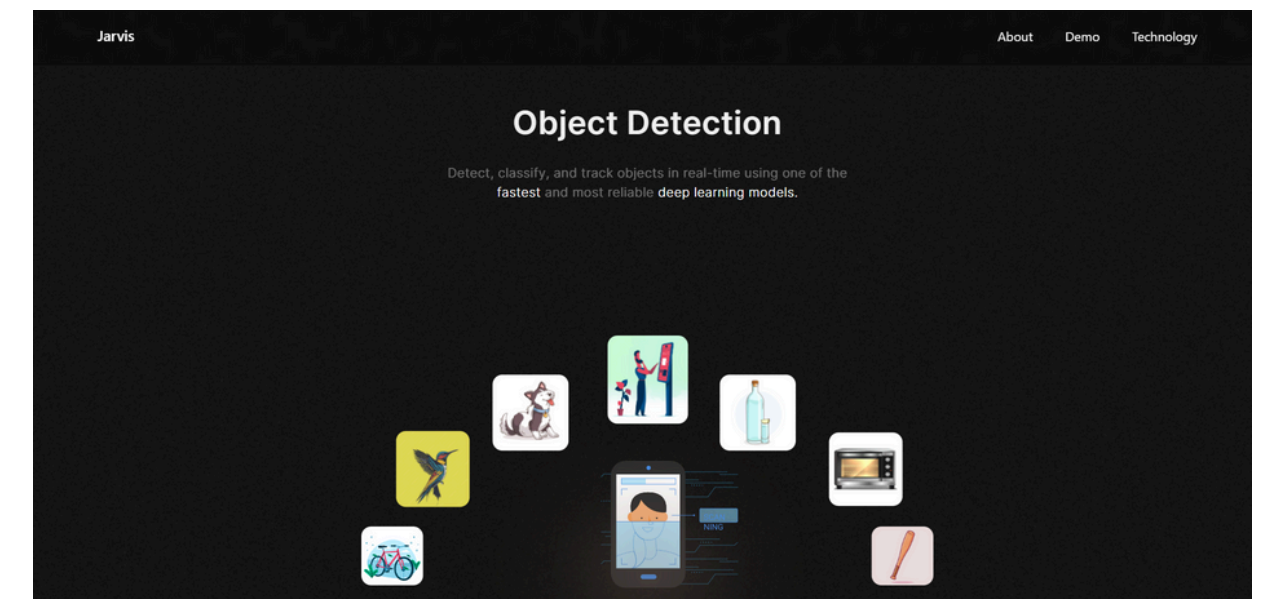 Jarvis
About Demo Technology
Object Detection
Detect, classify, and track objects in real-time using one of the
fastest and most reliable deep learning models.
NING